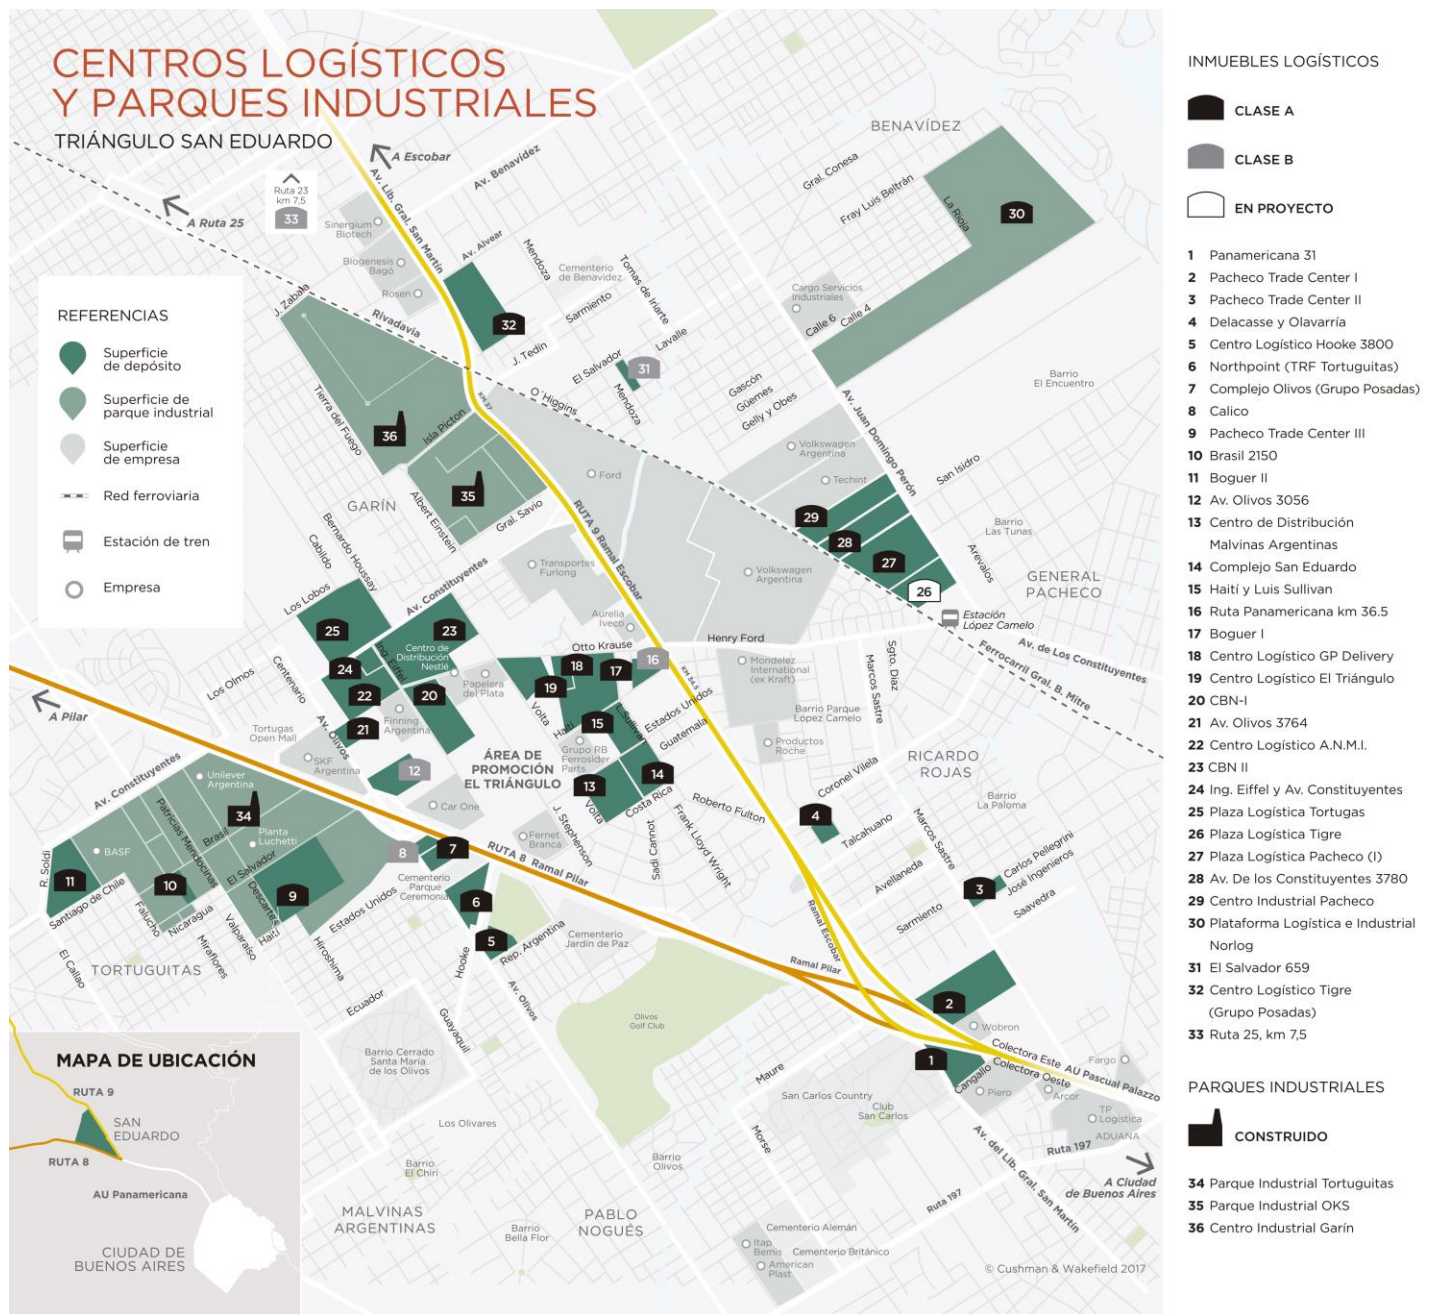 CENTROS LOGÍSTICOS
Y PARQUES INDUSTRIALES
TRIÁNGULO SAN EDUARDO
A Escobar
A Ruta 25
Ruta 23
km 7,5
33
Av. Lib. Gral. San Martín
Av. Benavídez
BENAVÍDEZ
Gral. Conesa
Fray Luis Beltrán
La Rioja
30
Sinergium
Biotech
Biogenesis
Bagó
Rosen
Av. Alvear
Mendoza
Cementerio
de Benavidez
Tomas de Iriarte
Sarmiento
Lavalle
J. Tedín
32
El Salvador
31
Mendoza
Cargo Servicios
Industriales
Calle 6
Calle 4
Barrio
El Encuentro
J. Zabala
Rivadavia
KM 37
O´Higgins
Gascón
Güemes
Gelly y Obes
Av. Juan Domingo Perón
Tierra del Fuego
36
Isla Picton
35
Albert Einstein
Gral. Savio
GARÍN
Ford
Volkswagen
Argentina
Techint
San Isidro
29
28
27
26
Barrio
Las Tunas
Arevalos
GENERAL
PACHECO
Estación
López Camelo
Av. de Los Constituyentes
Ferrocarril Gral. B. Mitre
REFERENCIAS
Superficie
de depósito
Superficie de
parque industrial
Superficie
de empresa
Red ferroviaria
Estación de tren
Empresa
Bernardo Houssay
Cabildo
Los Lobos
Av. Constituyentes
Transportes
Furlong
RUTA 9 Ramal Escobar
Volkswagen
Argentina
Aurelia
Iveco
Henry Ford
Otto Krause
25
23
24
Ing. Eiffel
Centro de
Distribución
Nestlé
22
20
Papelera
del Plata
Finning
Argentina
21
12
19
18
17
16
KM 34,5
Volta
Haití
15
L. Sullivan
Estados Unidos
Guatemala
Grupo RB
Ferrosider
Parts
13
14
Volta
Costa Rica
Mondelez
International
(ex Kraft)
Sgto. Díaz
Marcos Sastre
Barrio Parque
López Camelo
Productos
Roche
RICARDO
ROJAS
Barrio
La Paloma
Coronel Vilela
4
Talcahuano
Marcos Sastre
Avellaneda
Carlos Pellegrini
José Ingenieros
3
Saavedra
Sarmiento
A Pilar
Los Olmos
Centenario
Av. Olivos
Tortugas
Open Mall
SKF
Argentina
ÁREA DE
PROMOCIÓN
EL TRIÁNGULO
Car One
Fernet
Branca
J. Stephenson
Sadi Carnot
Frank Lloyd Wright
Roberto Fulton
Av. Constituyentes
Unilever
Argentina
34
Patricias Mendocinas
Brasil
Planta
Luchetti
El Salvador
BASF
R. Soldi
11
10
9
Santiago de Chile
Falucho
Nicaragua
Miraflores
Valparaíso
Descartes
Haití
Hiroshima
Estados Unidos
8
7
RUTA 8 Ramal Pilar
Cementerio
Parque
Ceremonial
6
5
Hooke
Rep. Argentina
Av. Olivos
Cementerio
Jardín de Paz
Ramal Pilar
Ramal Escobar
TORTUGUITAS
El Callao
Ecuador
Guayaquíl
Barrio Cerrado
Santa María
de los Olivos
Olivos
Golf Club
2
Wobron
1
Colectora Este
AU Pascual Palazzo
Colectora Oeste
Cangallo
Piero
Arcor
Fargo
TP
Logística
ADUANA
Ruta 197
A Ciudad
de Buenos Aires
Maure
San Carlos Country
Club
San Carlos
Morse
Av. del Lib. Gral. San Martín
Ruta 197
Los Olivares
Barrio
El Chiri
Barrio
Olivos
MALVINAS
ARGENTINAS
Barrio
Bella Flor
PABLO
NOGUÉS
Cementerio Alemán
Cementerio Británico
Itap
Bemis
American
Plast
© Cushman & Wakefield 2017
MAPA DE UBICACIÓN
RUTA 9
SAN
EDUARDO
RUTA 8
AU Panamericana
CIUDAD DE
BUENOS AIRES
INMUEBLES LOGÍSTICOS
CLASE A
CLASE B
EN PROYECTO
1 Panamericana 31
2 Pacheco Trade Center I
3 Pacheco Trade Center II
4 Delacasse y Olavarría
5 Centro Logístico Hooke 3800
6 Northpoint (TRF Tortuguitas)
7 Complejo Olivos (Grupo Posadas)
8 Calico
9 Pacheco Trade Center III
10 Brasil 2150
11 Boguer II
12 Av. Olivos 3056
13 Centro de Distribución
Malvinas Argentinas
14 Complejo San Eduardo
15 Haití y Luis Sullivan
16 Ruta Panamericana km 36.5
17 Boguer I
18 Centro Logístico GP Delivery
19 Centro Logístico El Triángulo
20 CBN-I
21 Av. Olivos 3764
22 Centro Logístico A.N.M.I.
23 CBN II
24 Ing. Eiffel y Av. Constituyentes
25 Plaza Logística Tortugas
26 Plaza Logística Tigre
27 Plaza Logística Pacheco (I)
28 Av. De los Constituyentes 3780
29 Centro Industrial Pacheco
30 Plataforma Logística e Industrial
Norlog
31 El Salvador 659
32 Centro Logístico Tigre
(Grupo Posadas)
33 Ruta 25, km 7,5
PARQUES INDUSTRIALES
CONSTRUIDO
34 Parque Industrial Tortuguitas
35 Parque Industrial OKS
36 Centro Industrial Garín